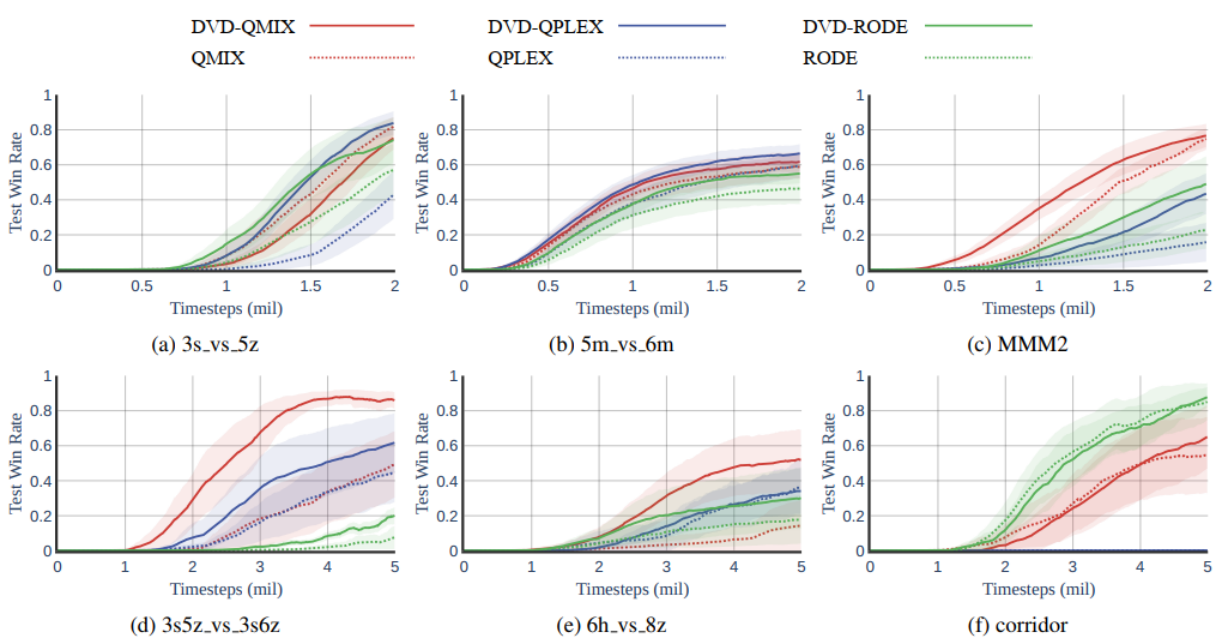 DVD-QMIX DVD-QPLEX DVD-RODE
QMIX QPLEX RODE
Test Win Rate
1
0.8
0.6
0.4
0.2
0
0 0.5 1 1.5 2
Timesteps (mil)
(a) 3s_vs_5z
Test Win Rate
1
0.8
0.6
0.4
0.2
0
0 0.5 1 1.5 2
Timesteps (mil)
(b) 5m_vs_6m
Test Win Rate
1
0.8
0.6
0.4
0.2
0
0 0.5 1 1.5 2
Timesteps (mil)
(c) MMM2
Test Win Rate
1
0.8
0.6
0.4
0.2
0
0 1 2 3 4 5
Timesteps (mil)
(d) 3s5z_vs_3s6z
Test Win Rate
1
0.8
0.6
0.4
0.2
0
0 1 2 3 4 5
Timesteps (mil)
(e) 6h_vs_8z
Test Win Rate
1
0.8
0.6
0.4
0.2
0
0 1 2 3 4 5
Timesteps (mil)
(f) corridor